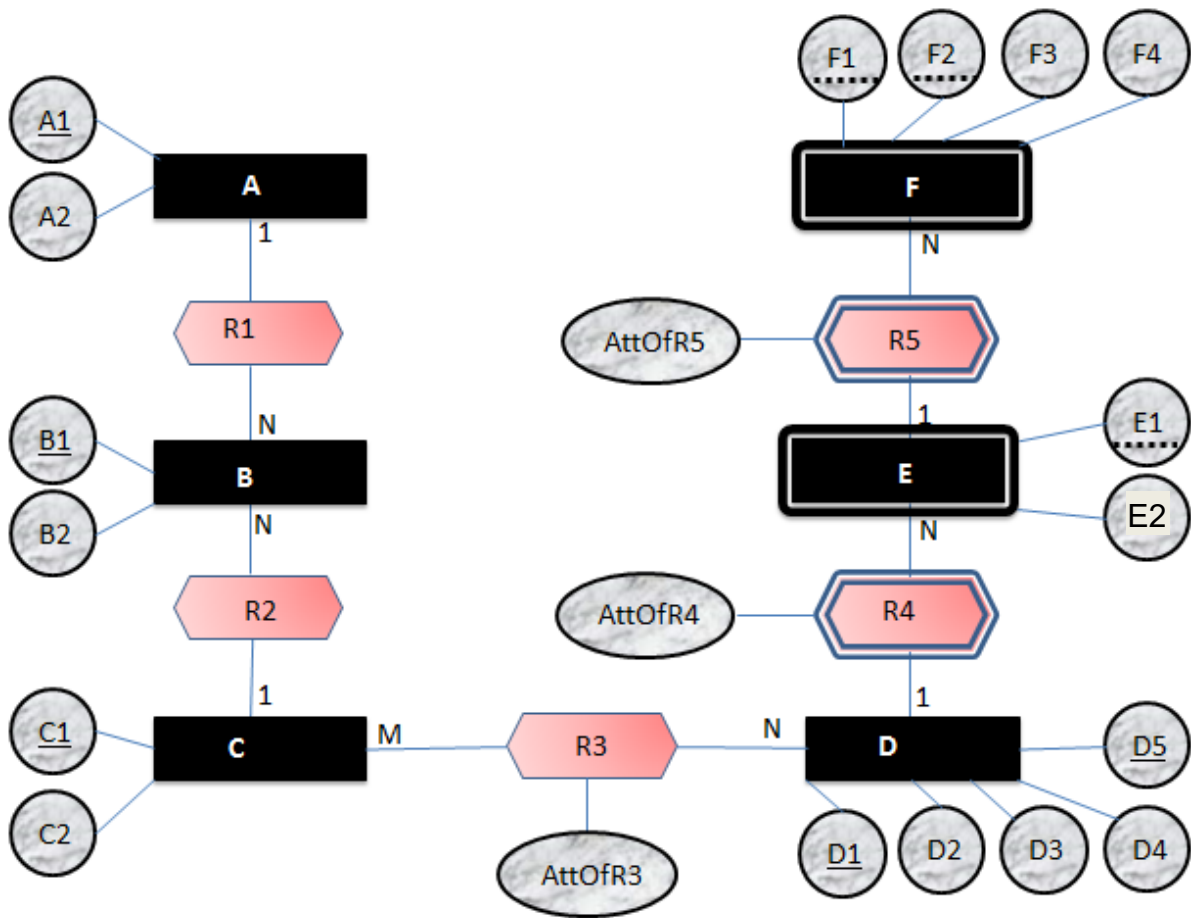 F1 F2 F3 F4
A1
A
F
A2
1
N
R1
AttOfR5
R5
N
1
B1
B
E
E1
B2
N
N
E2
R2
AttOfR4
R4
1
1
C1
C
M
R3
N
D
D5
C2
AttOfR3
D1 D2 D3 D4